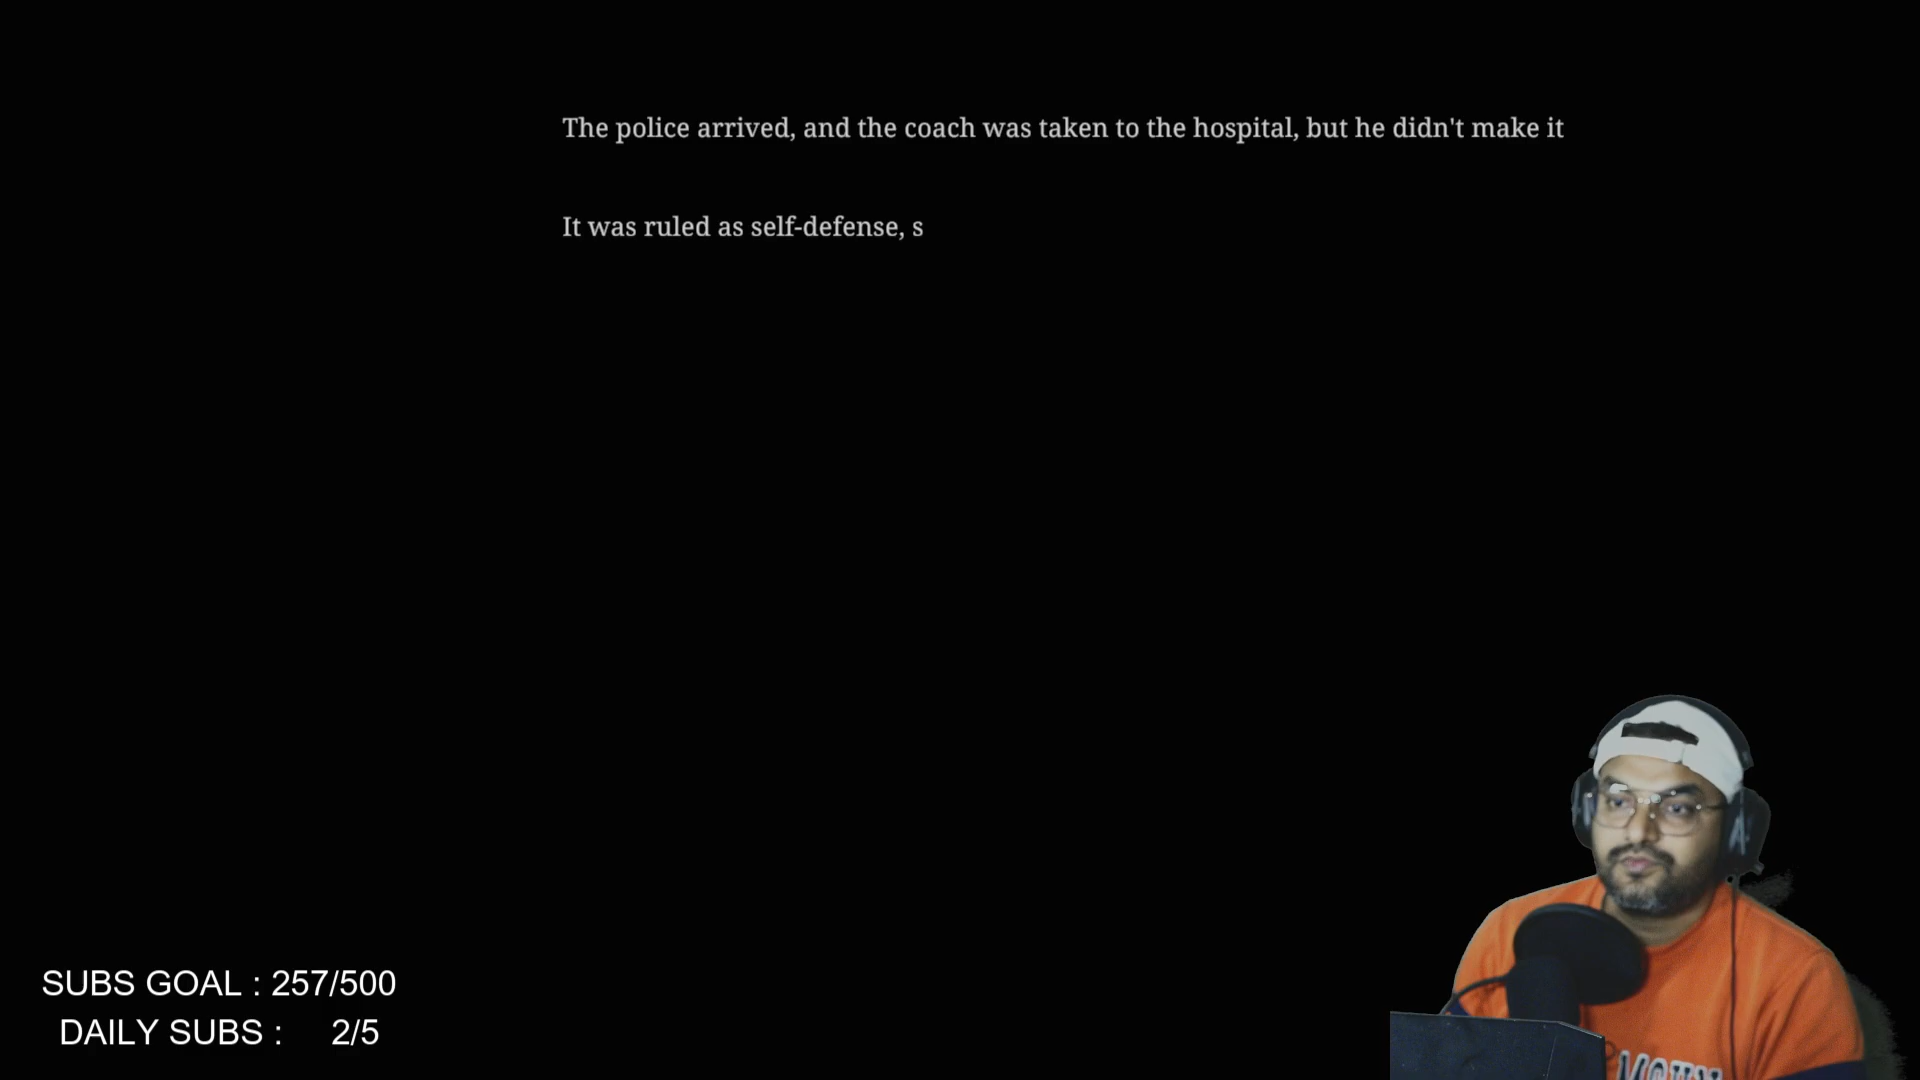 The police arrived, and the coach was taken to the hospital, but he didn't make it
It was ruled as self-defense, s
SUBS GOAL : 257/500
DAILY SUBS : 2/5